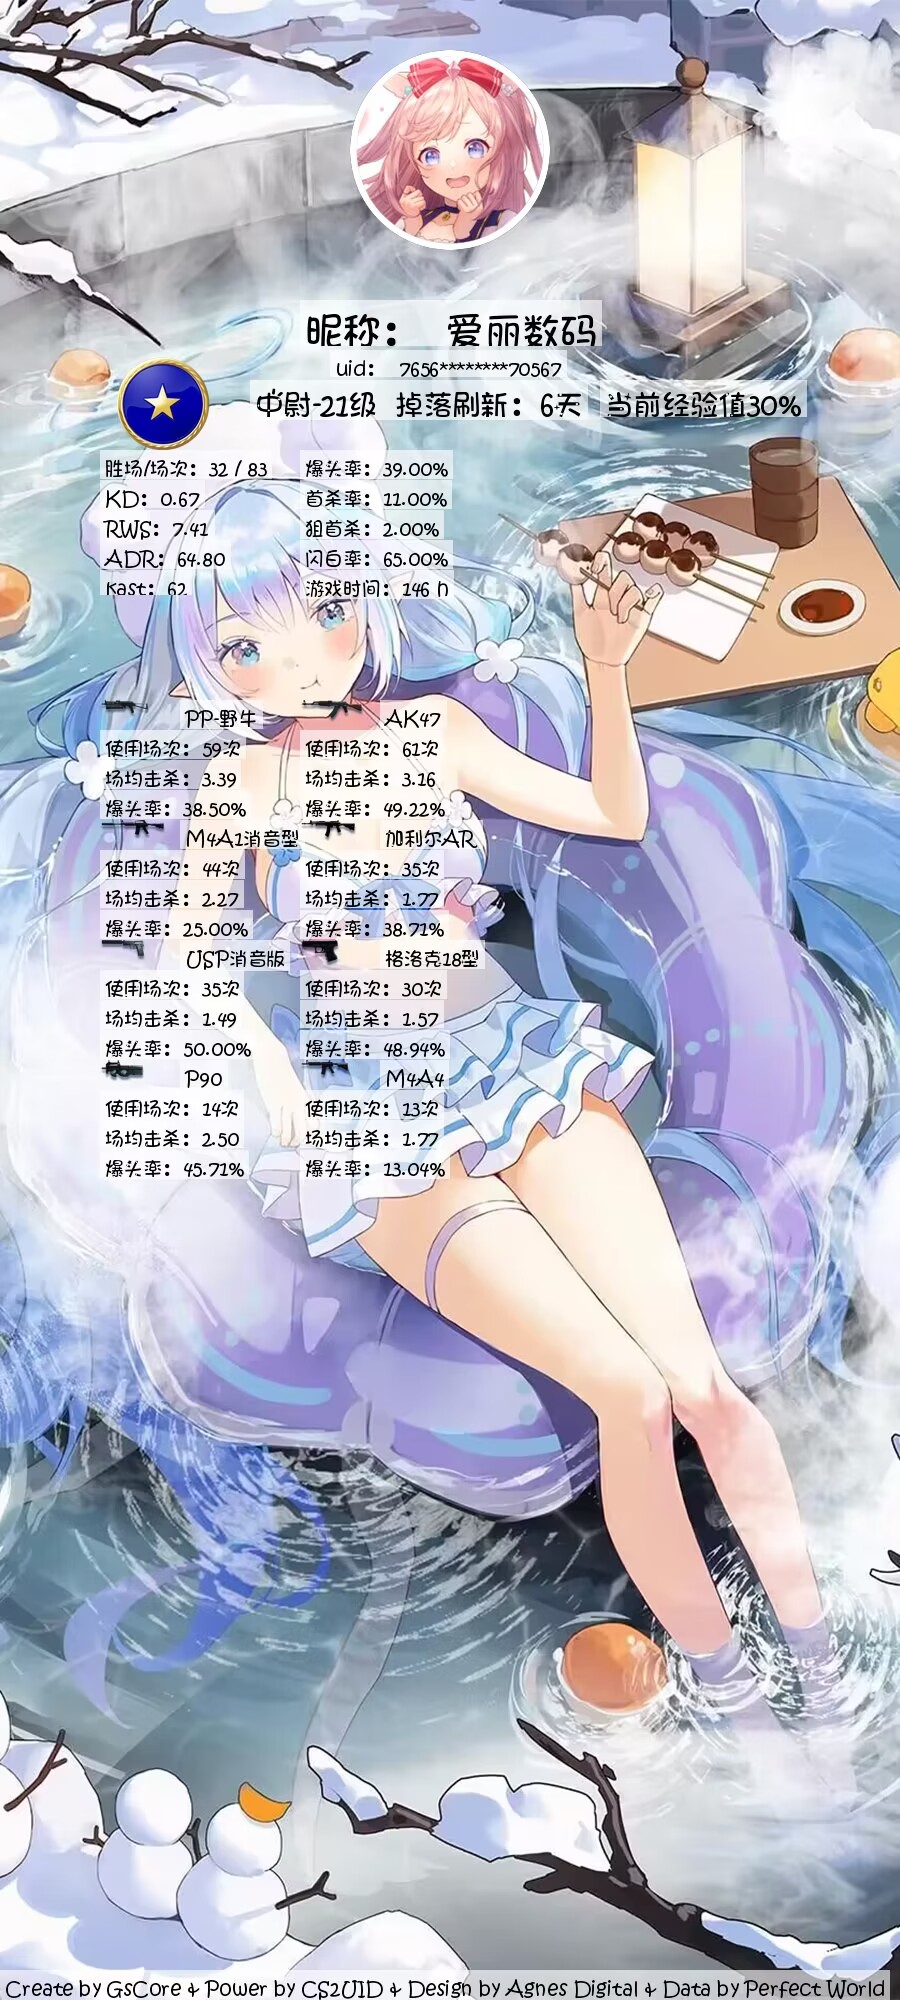 昵称： 爱丽数码
uid： 7656********70567
中尉-21级 掉落刷新：6天 当前经验值30%
胜场/场次：32 / 83 爆头率：39.00%
KD：0.67 首杀率：11.00%
RWS：7.41 狙首杀：2.00%
ADR：64.80 闪白率：65.00%
Kast：62 游戏时间：146 h
PP-野牛 AK47
使用场次：59次 使用场次：61次
场均击杀：3.39 场均击杀：3.16
爆头率：38.50% 爆头率：49.22%
M4A1消音型 加利尔AR
使用场次：44次 使用场次：35次
场均击杀：2.27 场均击杀：1.77
爆头率：25.00% 爆头率：38.71%
USP消音版 格洛克18型
使用场次：35次 使用场次：30次
场均击杀：1.49 场均击杀：1.57
爆头率：50.00% 爆头率：48.94%
P90 M4A4
使用场次：14次 使用场次：13次
场均击杀：2.50 场均击杀：1.77
爆头率：45.71% 爆头率：13.04%
Create by GsCore & Power by CS2UID & Design by Agnes Digital & Data by Perfect World